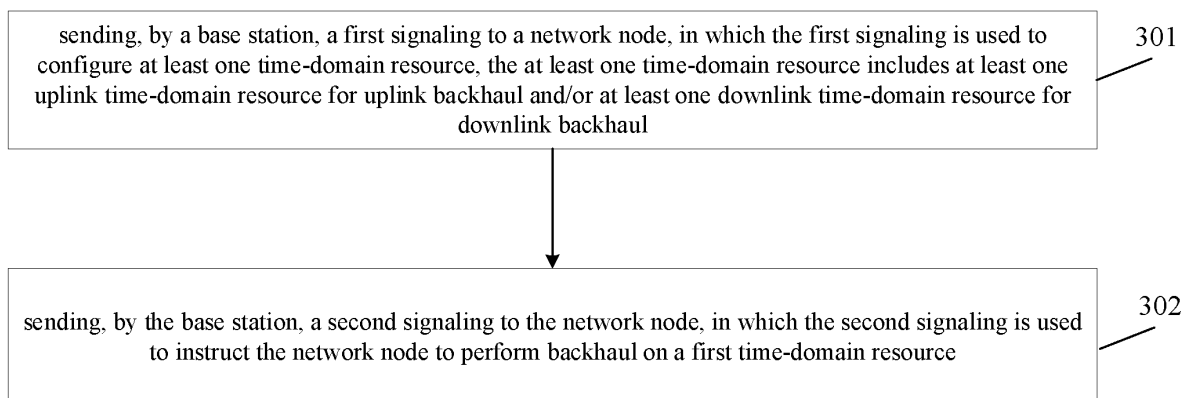 sending, by a base station, a first signaling to a network node, in which the first signaling is used to
configure at least one time-domain resource, the at least one time-domain resource includes at least one
uplink time-domain resource for uplink backhaul and/or at least one downlink time-domain resource for
downlink backhaul
301
sending, by the base station, a second signaling to the network node, in which the second signaling is used
to instruct the network node to perform backhaul on a first time-domain resource
302